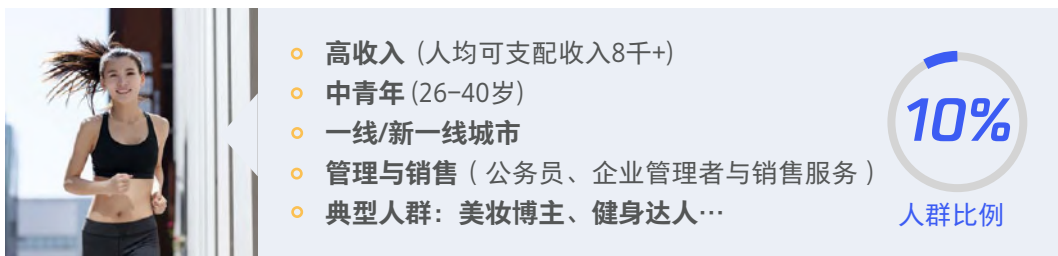 高收入 (人均可支配收入8千+)
中青年 (26-40岁)
一线/新一线城市
管理与销售 ( 公务员、企业管理者与销售服务 )
典型人群：美妆博主、健身达人…
10%
人群比例